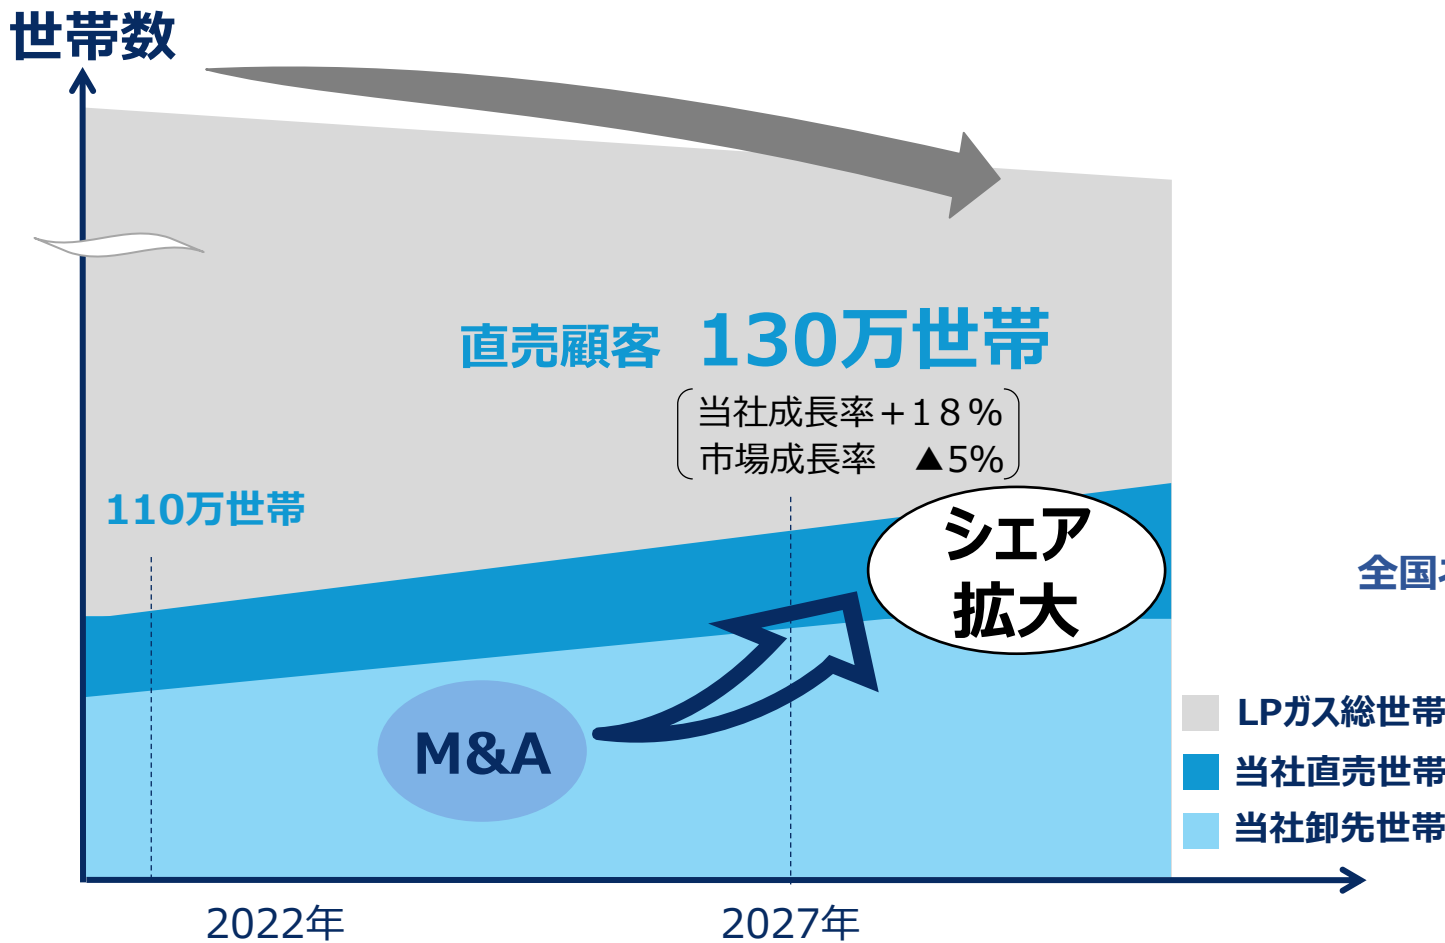 世帯数
直売顧客 130万世帯
当社成長率+18%
市場成長率 ▲5%
110万世帯
シェア
拡大
全国
M&A
LPガス総世帯
当社直売世帯
当社卸先世帯
2022年
2027年